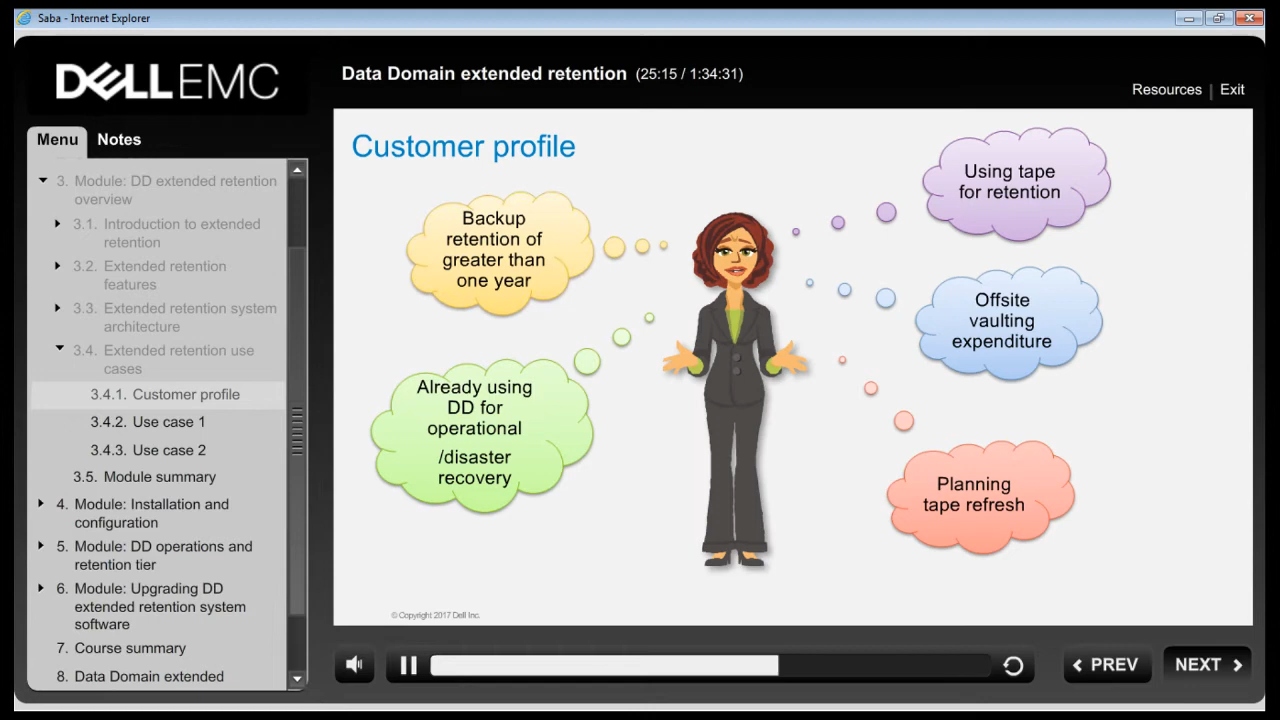 Saba - Internet Explorer
DELLEMC
Data Domain extended retention (25:15 / 1:34:31)
Resources | Exit
Menu
Notes
3. Module: DD extended retention
overview
3.1. Introduction to extended
retention
3.2. Extended retention
features
3.3. Extended retention system
architecture
3.4. Extended retention use
cases
3.4.1. Customer profile
3.4.2. Use case 1
3.4.3. Use case 2
3.5. Module summary
4. Module: Installation and
configuration
5. Module: DD operations and
retention tier
6. Module: Upgrading DD
extended retention system
software
7. Course summary
8. Data Domain extended
Customer profile
Backup
retention of
greater than
one year
Already using
DD for
operational
/disaster
recovery
Using tape
for retention
Offsite
vaulting
expenditure
Planning
tape refresh
© Copyright 2017 Dell Inc.
PREV
NEXT